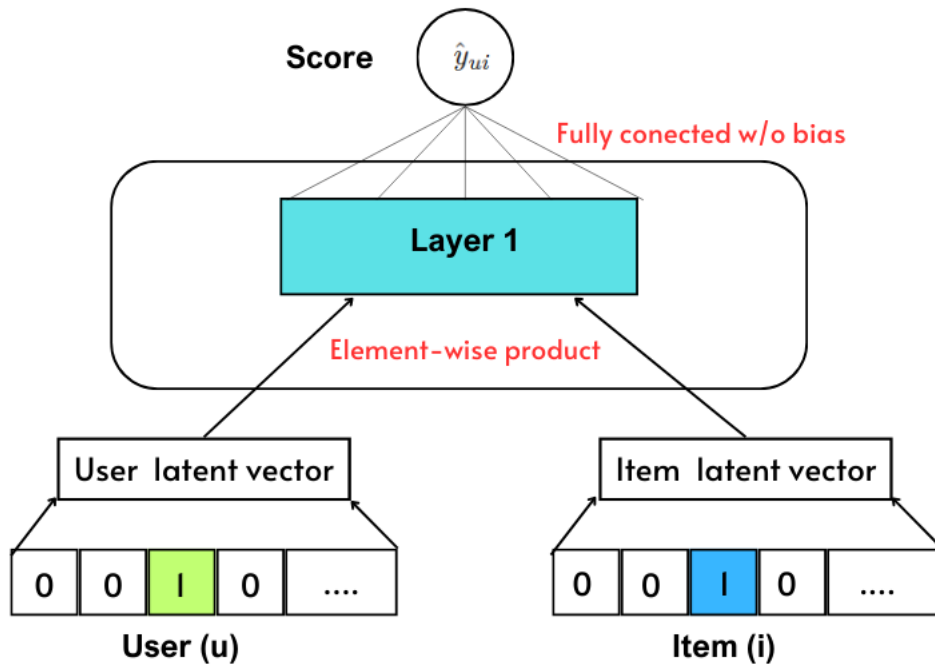 Score
ŷui
Fully conected w/o bias
Layer 1
Element-wise product
User latent vector
Item latent vector
0 0 1 0 ....
0 0 1 0 ....
User (u)
Item (i)